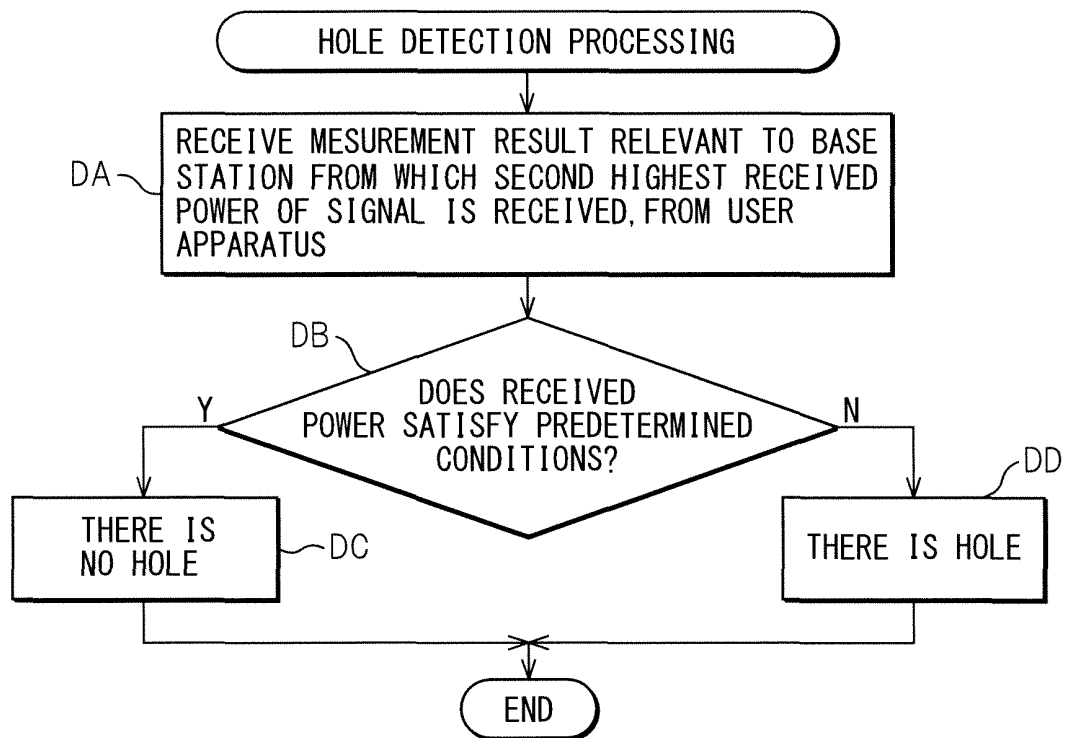 HOLE DETECTION PROCESSING
RECEIVE MESUREMENT RESULT RELEVANT TO BASE
DA
STATION FROM WHICH SECOND HIGHEST RECEIVED
POWER OF SIGNAL IS RECEIVED, FROM USER
APPARATUS
DB
DOES RECEIVED
POWER SATISFY PREDETERMINED
CONDITIONS?
Y
N
THERE IS
NO HOLE
DC
DD
THERE IS HOLE
END